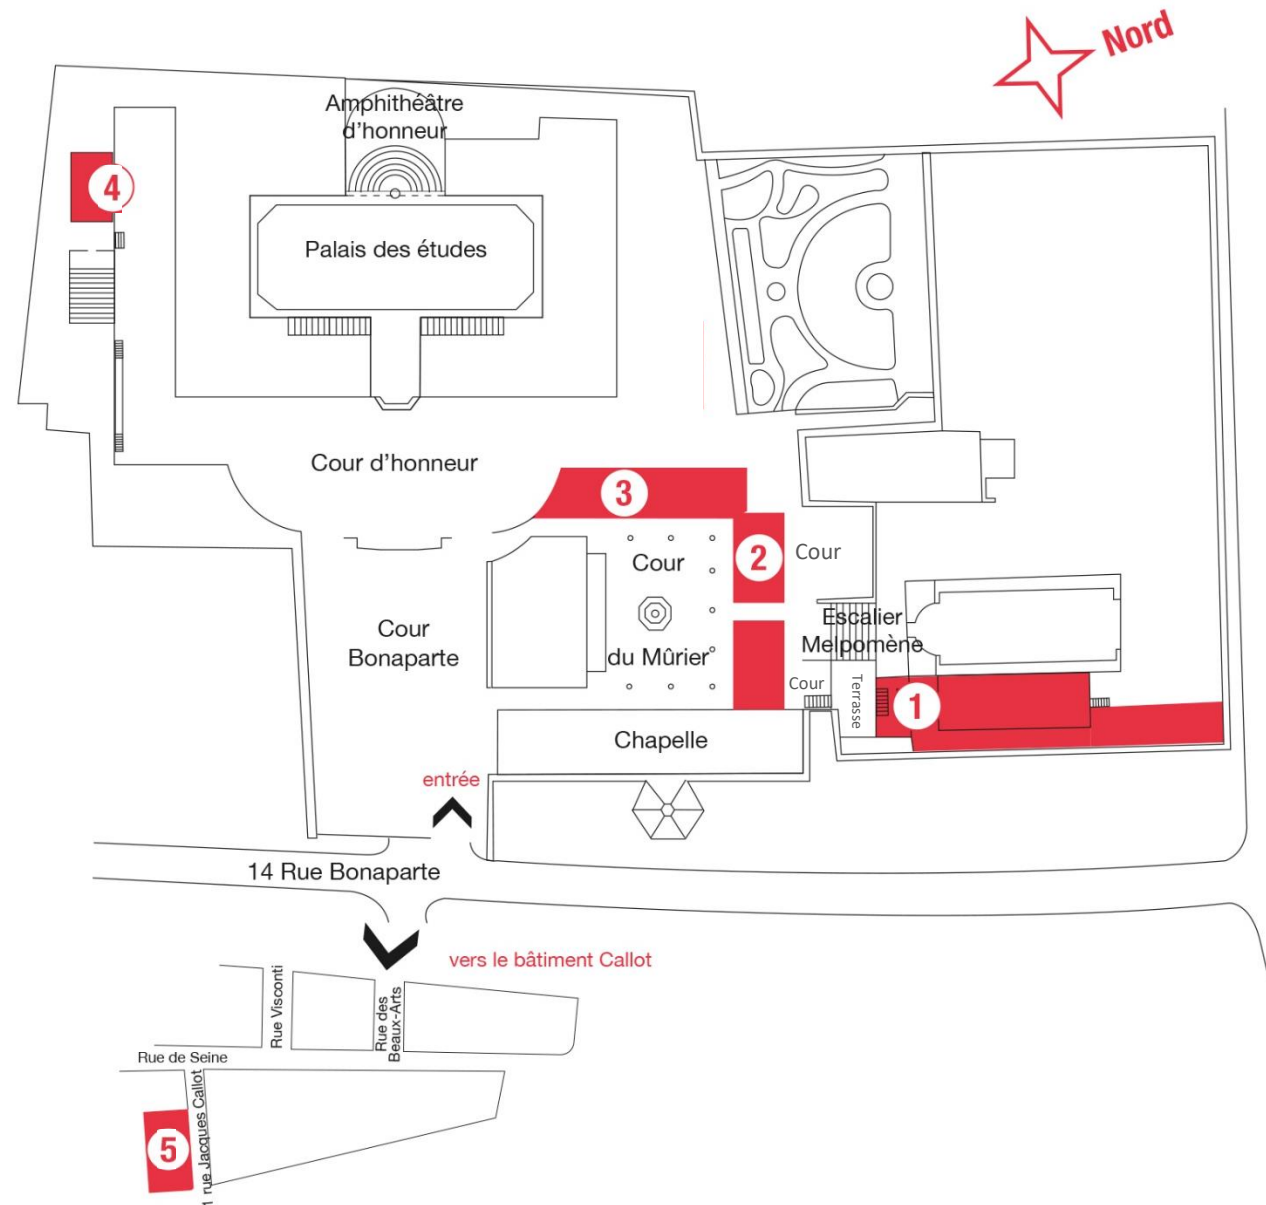 Nord
Amphithéâtre
d'honneur
4
Palais des études
Cour d'honneur
3
2
Cour
Cour
Cour
Bonaparte
Escalier
Melpomène
du Mûrier
Cour
Terrasse
1
Chapelle
entrée
14 Rue Bonaparte
vers le bâtiment Callot
Rue Visconti
Rue des
Beaux-Arts
Rue de Seine
1 rue Jacques Callot
5